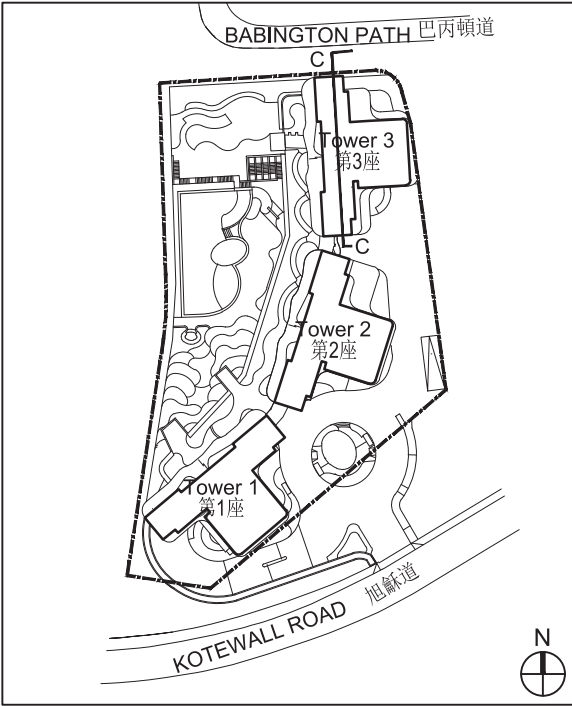 BABINGTON PATH 巴丙頓道
C
Tower 3
第3座
C
Tower 2
第2座
Tower 1
第1座
KOTEWALL ROAD 旭龢道
N